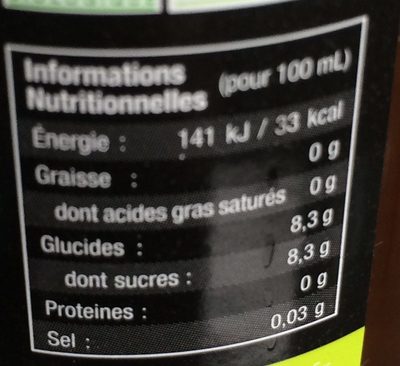 Informations
Nutritionnelles (pour 100 mL)
Énergie : 141 kJ / 33 kcal
Graisse : 0 g
dont acides gras saturés 0 g
Glucides : 8,3 g
dont sucres : 8,3 g
Proteines : 0 g
Sel : 0,03 g